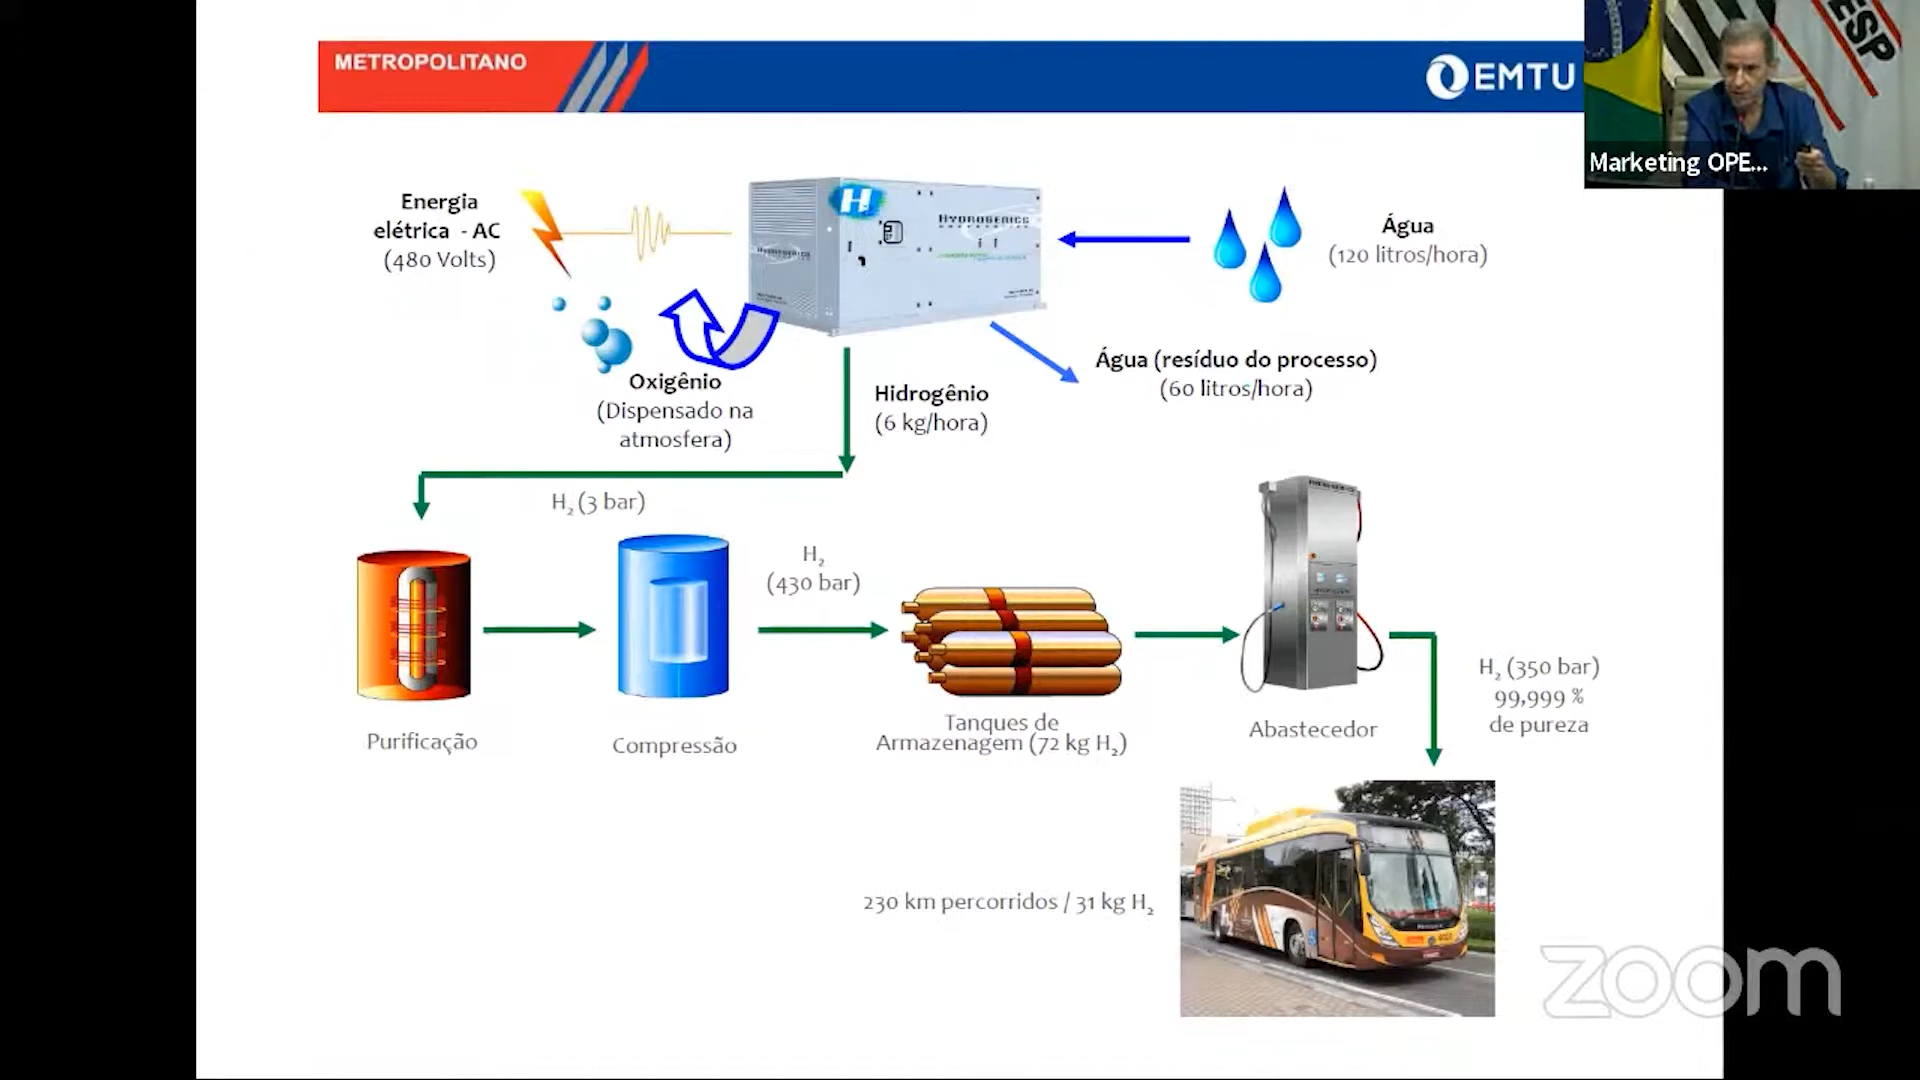 METROPOLITANO
EMTU
ESP
Marketing OPE...
Energia
elétrica - AC
(480 Volts)
H
HYDROGENICS
Água
(120 litros/hora)
Água (resíduo do processo)
(60 litros/hora)
Oxigênio
(Dispensado na
atmosfera)
Hidrogênio
(6 kg/hora)
H₂ (3 bar)
H₂
(430 bar)
H₂ (350 bar)
99,999 %
de pureza
Purificação
Compressão
Tanques de
Armazenagem (72 kg H₂)
Abastecedor
230 km percorridos / 31 kg H₂
zoom